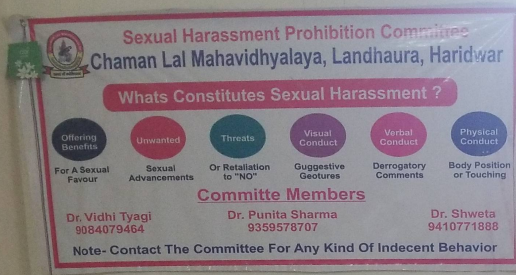 Sexual Harassment Prohibition Committee
Chaman Lal Mahavidhyalaya, Landhaura, Haridwar
Whats Constitutes Sexual Harassment ?
Offering Benefits
For A Sexual Favour
Unwanted
Sexual Advancements
Threats
Or Retaliation to "NO"
Visual Conduct
Guggestive Geotures
Verbal Conduct
Derrogatory Comments
Physical Conduct
Body Position or Touching
Committe Members
Dr. Vidhi Tyagi
9084079464
Dr. Punita Sharma
9359578707
Dr. Shweta
9410771868
Note- Contact The Committee For Any Kind Of Indecent Behavior